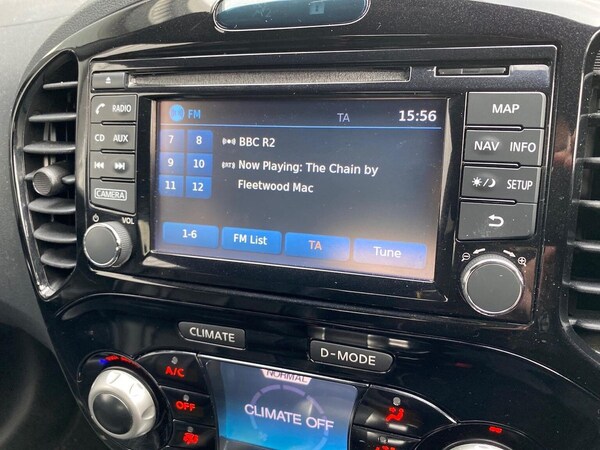 RADIO
CD AUX
CAMERA
VOL
FM TA 15:56
7 8 BBC R2
9 10 Now Playing: The Chain by
11 12 Fleetwood Mac
1-6 FM List TA Tune
MAP
NAV INFO
SETUP
CLIMATE D-MODE
A/C
OFF
NORMAL
CLIMATE OFF